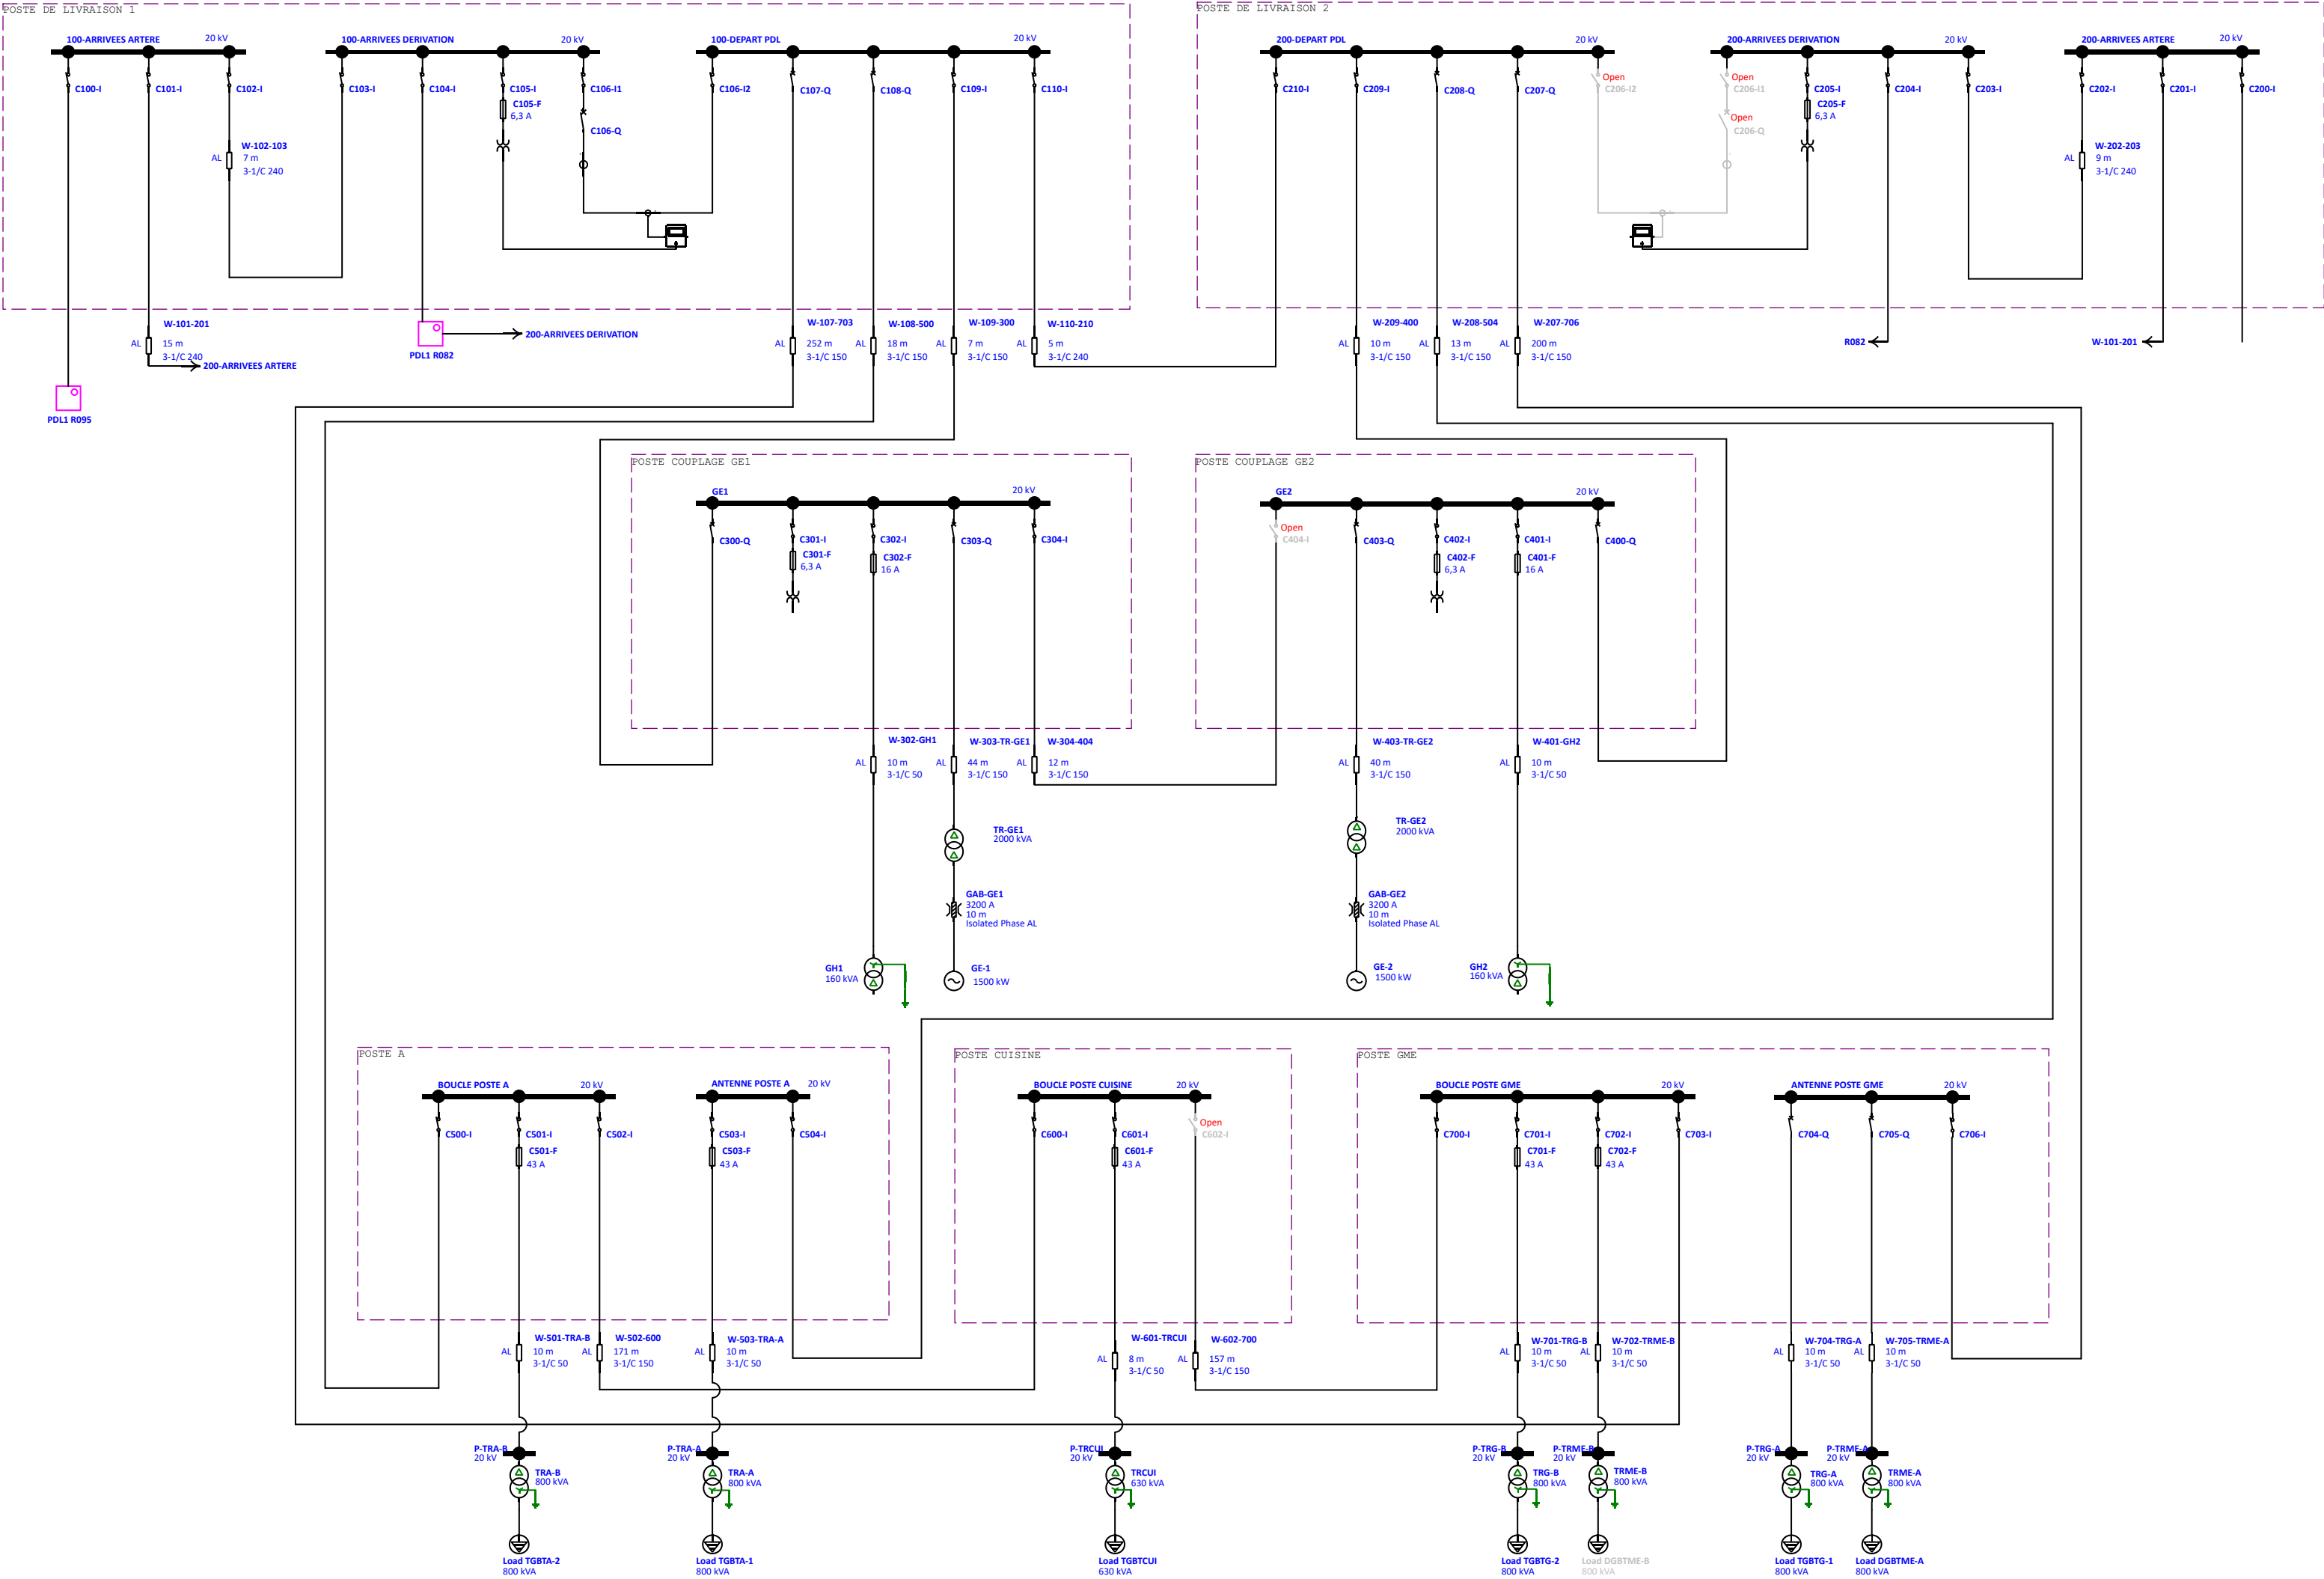 POSTE DE LIVRAISON 1
POSTE DE LIVRAISON 2
100-ARRIVEES ARTERE
20 kV
100-ARRIVEES DERIVATION
20 kV
100-DEPART PDL
20 kV
200-DEPART PDL
20 kV
200-ARRIVEES DERIVATION
20 kV
200-ARRIVEES ARTERE
20 kV
C100-I
C101-I
C102-I
C103-I
C104-I
C105-I
C105-F
6,3 A
C106-I1
C106-Q
C106-I2
C107-Q
C108-Q
C109-I
C110-I
C210-I
C209-I
C208-Q
C207-Q
Open
C206-I2
Open
C206-I1
Open
C206-Q
C205-I
C205-F
6,3 A
C204-I
C203-I
C202-I
C201-I
C200-I
W-102-103
AL
7 m
3-1/C 240
W-202-203
AL
9 m
3-1/C 240
W-101-201
AL
15 m
3-1/C 240
200-ARRIVEES ARTERE
PDL1 R095
PDL1 R082
200-ARRIVEES DERIVATION
W-107-703
AL
252 m
3-1/C 150
W-108-500
AL
18 m
3-1/C 150
W-109-300
AL
7 m
3-1/C 150
W-110-210
AL
5 m
3-1/C 240
W-209-400
AL
10 m
3-1/C 150
W-208-504
AL
13 m
3-1/C 150
W-207-706
AL
200 m
3-1/C 150
R082
W-101-201
POSTE COUPLAGE GE1
GE1
20 kV
C300-Q
C301-I
C301-F
6,3 A
C302-I
C302-F
16 A
C303-Q
C304-I
POSTE COUPLAGE GE2
GE2
20 kV
Open
C404-I
C403-Q
C402-I
C402-F
6,3 A
C401-I
C401-F
16 A
C400-Q
W-302-GH1
AL
10 m
3-1/C 50
W-303-TR-GE1
AL
44 m
3-1/C 150
W-304-404
AL
12 m
3-1/C 150
W-403-TR-GE2
AL
40 m
3-1/C 150
W-401-GH2
AL
10 m
3-1/C 50
TR-GE1
2000 kVA
TR-GE2
2000 kVA
GAB-GE1
3200 A
10 m
Isolated Phase AL
GAB-GE2
3200 A
10 m
Isolated Phase AL
GH1
160 kVA
GE-1
1500 kW
GE-2
1500 kW
GH2
160 kVA
POSTE A
BOUCLE POSTE A
20 kV
ANTENNE POSTE A
20 kV
C500-I
C501-I
C501-F
43 A
C502-I
C503-I
C503-F
43 A
C504-I
POSTE CUISINE
BOUCLE POSTE CUISINE
20 kV
C600-I
C601-I
C601-F
43 A
Open
C602-I
POSTE GME
BOUCLE POSTE GME
20 kV
ANTENNE POSTE GME
20 kV
C700-I
C701-I
C701-F
43 A
C702-I
C702-F
43 A
C703-I
C704-Q
C705-Q
C706-I
W-501-TRA-B
AL
10 m
3-1/C 50
W-502-600
AL
171 m
3-1/C 150
W-503-TRA-A
AL
10 m
3-1/C 50
W-601-TRCUI
AL
8 m
3-1/C 50
W-602-700
AL
157 m
3-1/C 150
W-701-TRG-B
AL
10 m
3-1/C 50
W-702-TRME-B
AL
10 m
3-1/C 50
W-704-TRG-A
AL
10 m
3-1/C 50
W-705-TRME-A
AL
10 m
3-1/C 50
P-TRA-B
20 kV
TRA-B
800 kVA
P-TRA-A
20 kV
TRA-A
800 kVA
P-TRCUI
20 kV
TRCUI
630 kVA
P-TRG-B
20 kV
TRG-B
800 kVA
P-TRME-B
20 kV
TRME-B
800 kVA
P-TRG-A
20 kV
TRG-A
800 kVA
P-TRME-A
20 kV
TRME-A
800 kVA
Load TGBTA-2
800 kVA
Load TGBTA-1
800 kVA
Load TGBTCUI
630 kVA
Load TGBTG-2
800 kVA
Load DGBTME-B
800 kVA
Load TGBTG-1
800 kVA
Load DGBTME-A
800 kVA